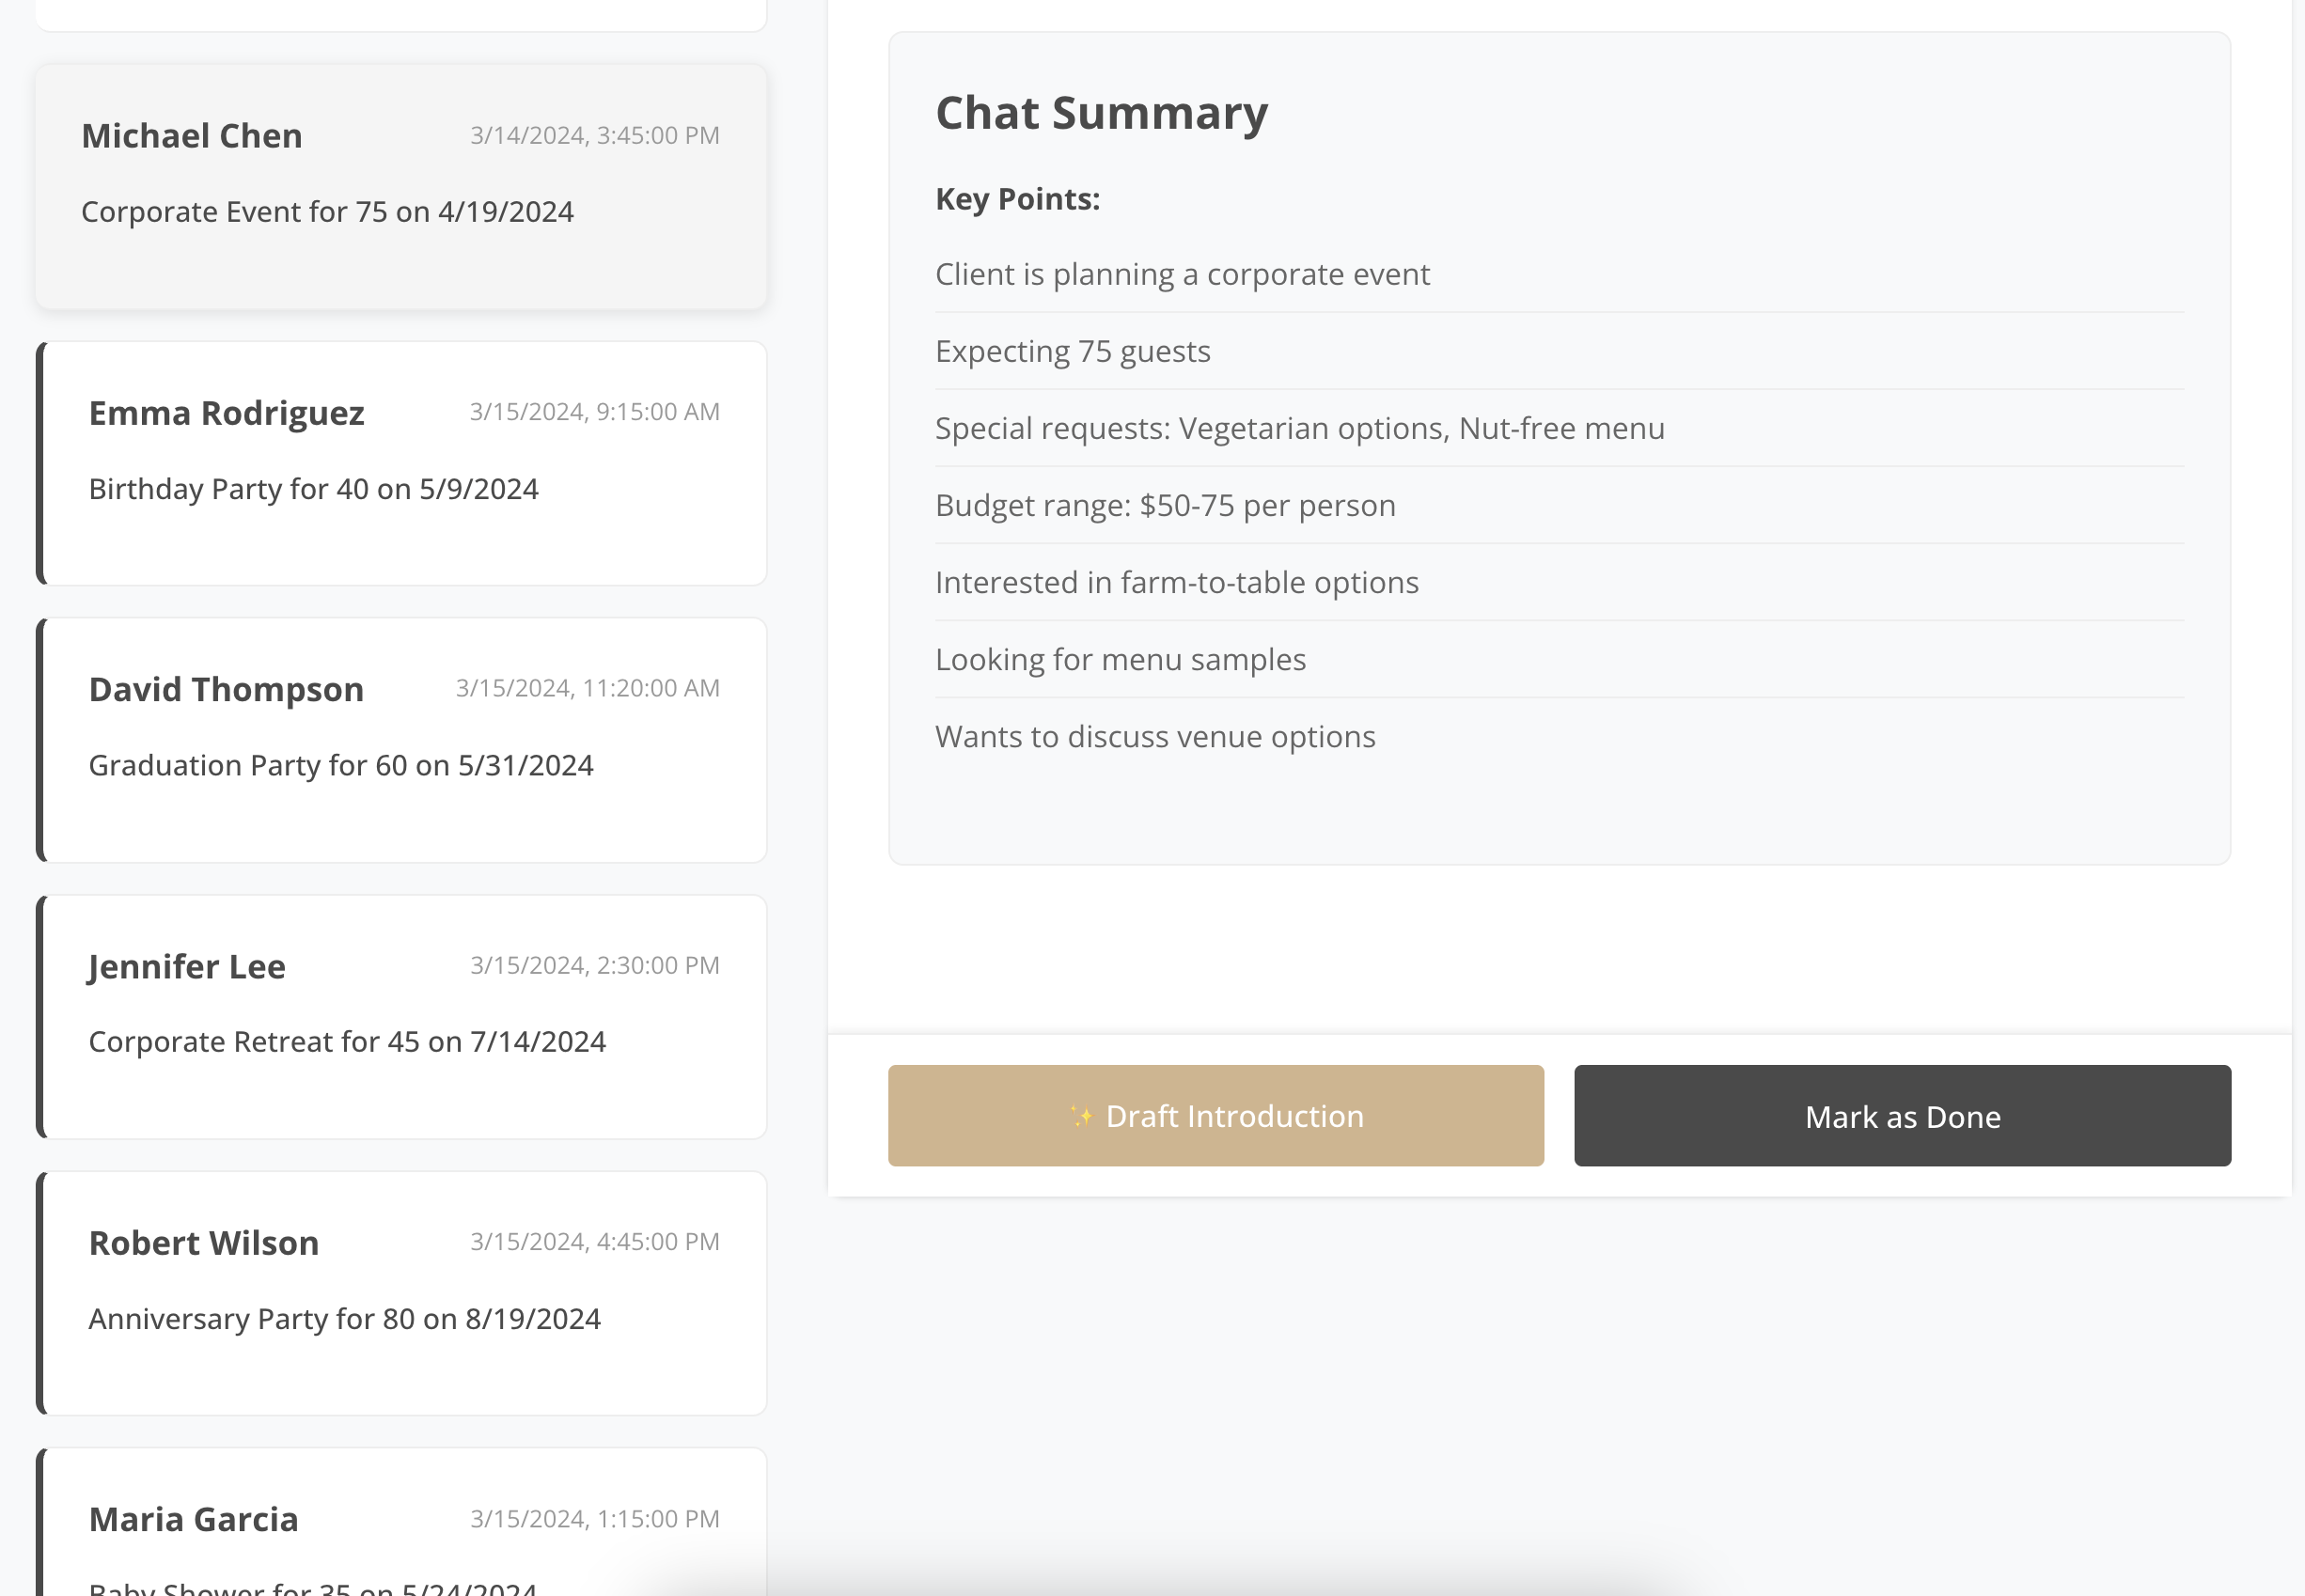 Michael Chen
3/14/2024, 3:45:00 PM
Corporate Event for 75 on 4/19/2024
Emma Rodriguez
3/15/2024, 9:15:00 AM
Birthday Party for 40 on 5/9/2024
David Thompson
3/15/2024, 11:20:00 AM
Graduation Party for 60 on 5/31/2024
Jennifer Lee
3/15/2024, 2:30:00 PM
Corporate Retreat for 45 on 7/14/2024
Robert Wilson
3/15/2024, 4:45:00 PM
Anniversary Party for 80 on 8/19/2024
Maria Garcia
3/15/2024, 1:15:00 PM
Baby Shower for 35 on 5/24/2024
Chat Summary
Key Points:
Client is planning a corporate event
Expecting 75 guests
Special requests: Vegetarian options, Nut-free menu
Budget range: $50-75 per person
Interested in farm-to-table options
Looking for menu samples
Wants to discuss venue options
✨ Draft Introduction
Mark as Done